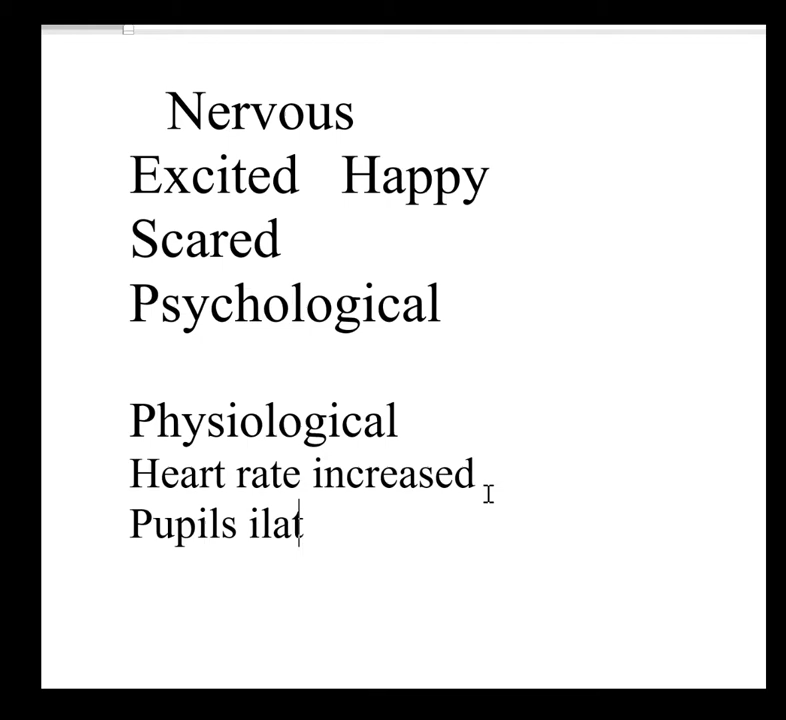 Nervous
Excited Happy
Scared
Psychological
Physiological
Heart rate increased
Pupils ilat